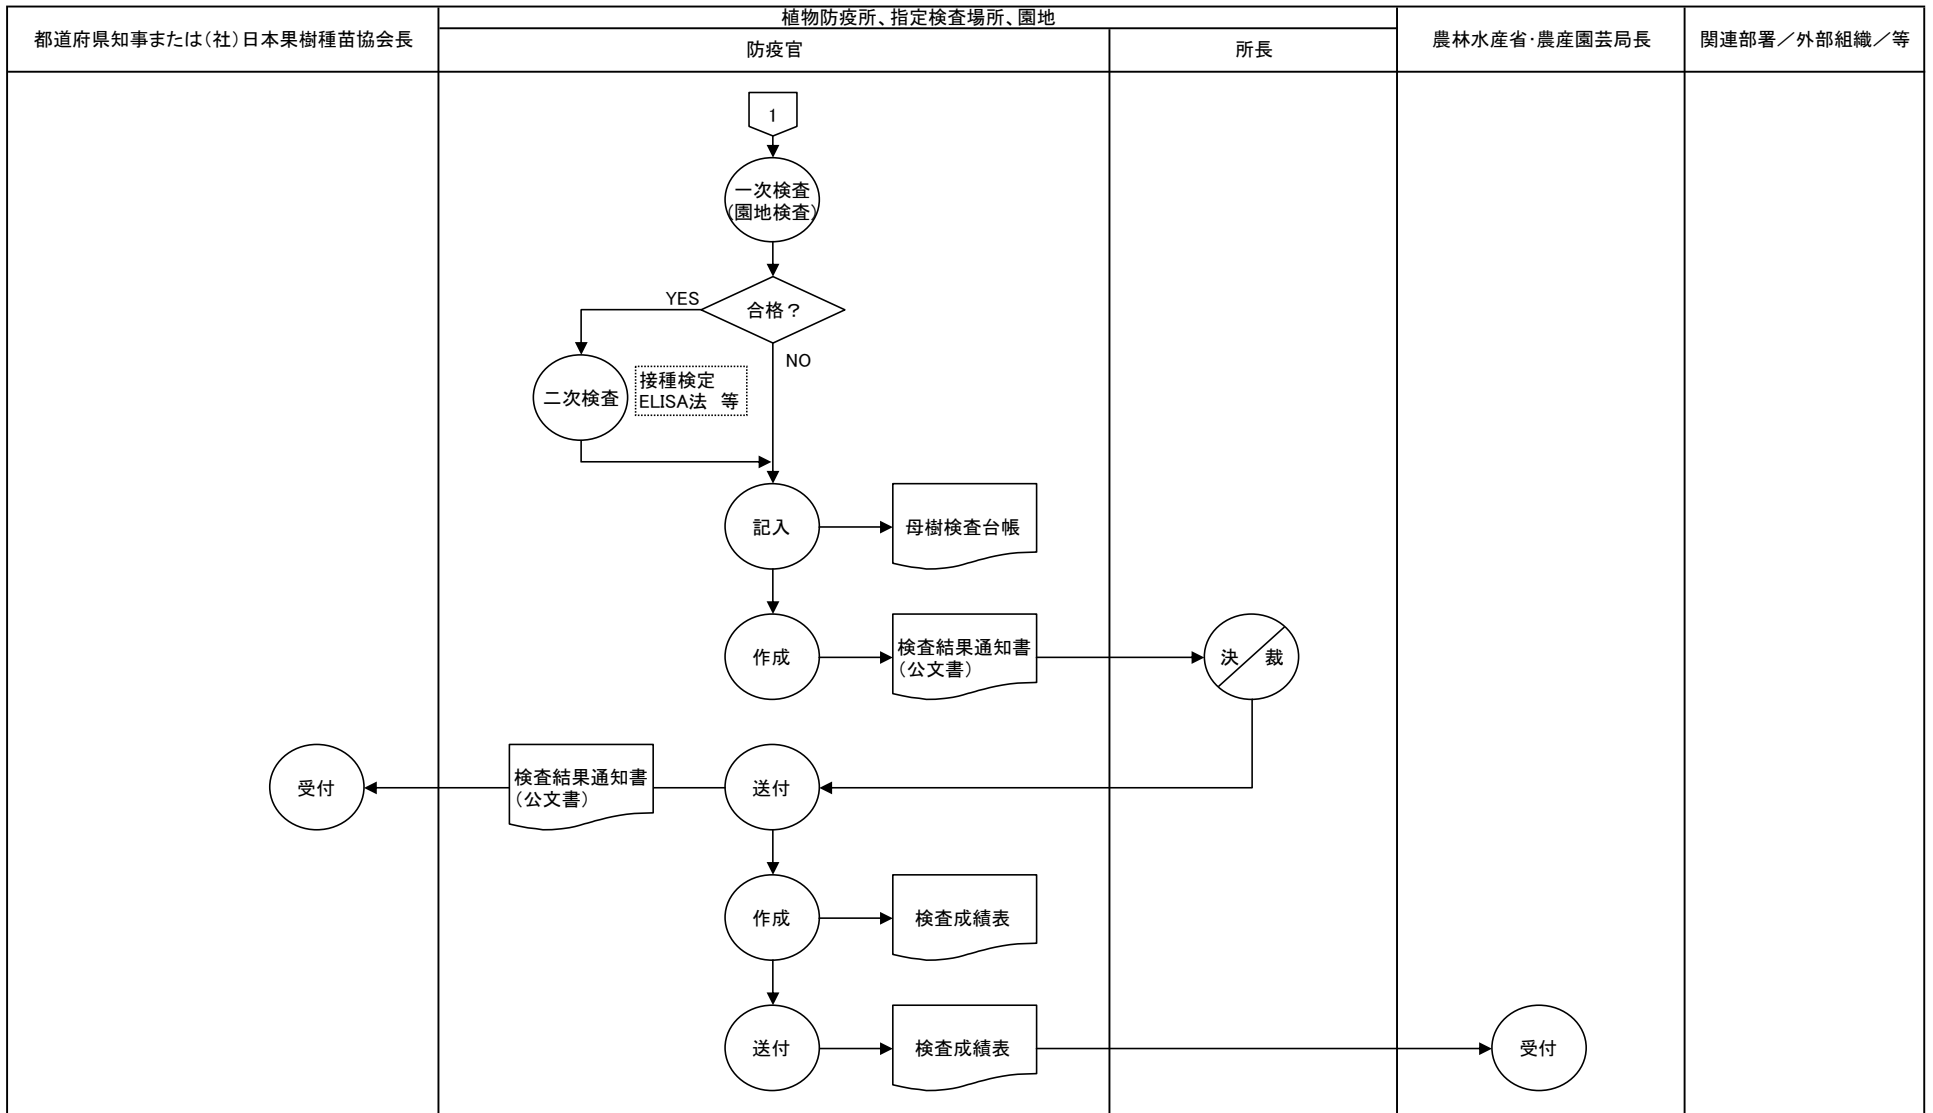 都道府県知事または（社）日本果樹種苗協会長
植物防疫所、指定検査場所、園地
防疫官
所長
農林水産省・農産園芸局長
関連部署／外部組織／等
1
一次検査
（園地検査）
合格？
YES
NO
二次検査
接種検定
ELISA法　等
記入
母樹検査台帳
作成
検査結果通知書
（公文書）
決　裁
受付
検査結果通知書
（公文書）
送付
作成
検査成績表
送付
検査成績表
受付